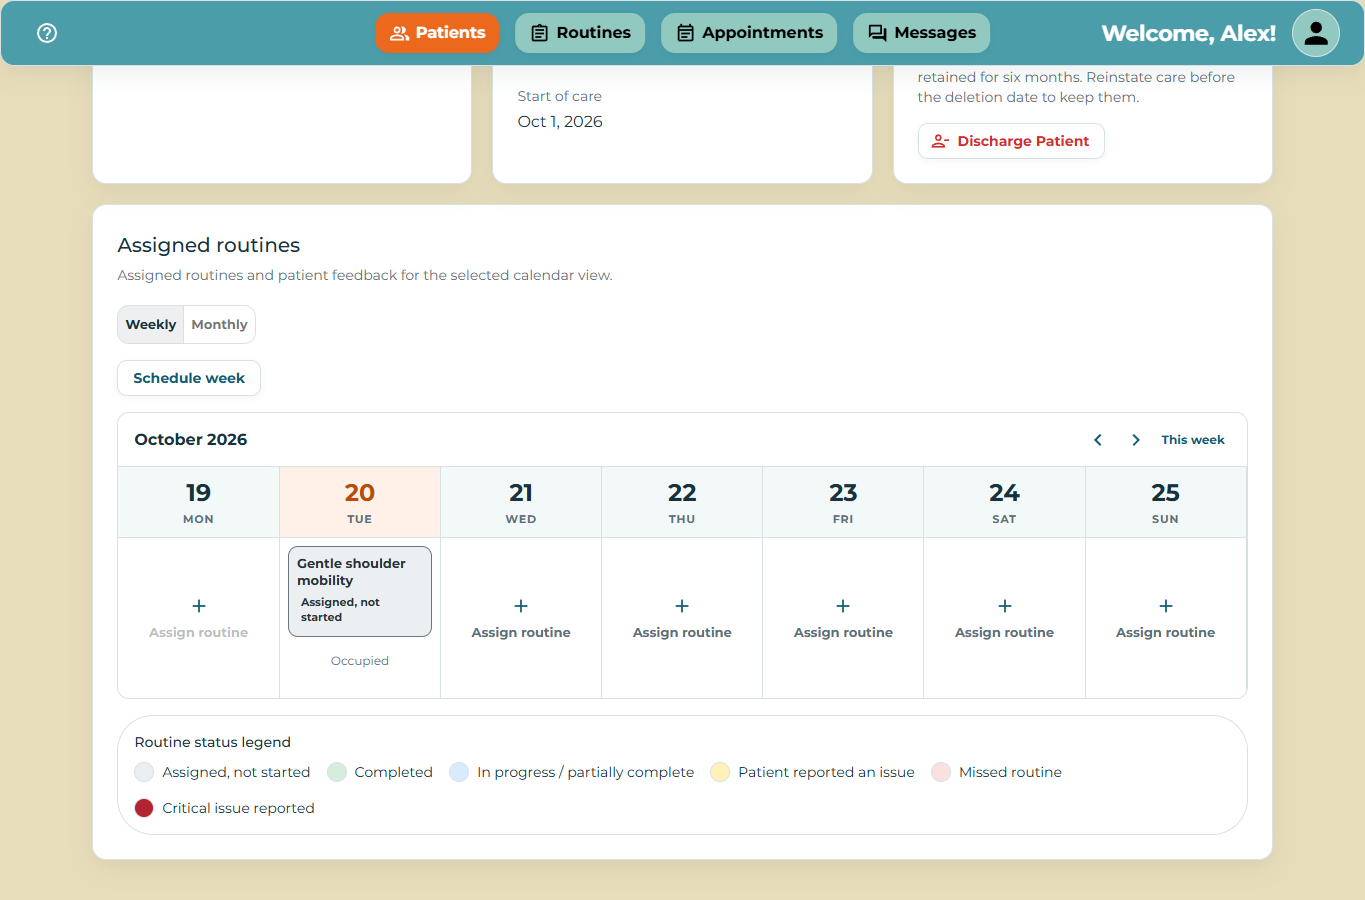 Patients
Routines
Appointments
Messages
Welcome, Alex!
retained for six months. Reinstate care before
the deletion date to keep them.
Start of care
Oct 1, 2026
Discharge Patient
Assigned routines
Assigned routines and patient feedback for the selected calendar view.
Weekly
Monthly
Schedule week
October 2026
This week
19
MON
20
TUE
21
WED
22
THU
23
FRI
24
SAT
25
SUN
Assign routine
Gentle shoulder
mobility
Assigned, not
started
Occupied
Assign routine
Assign routine
Assign routine
Assign routine
Assign routine
Routine status legend
Assigned, not started
Completed
In progress / partially complete
Patient reported an issue
Missed routine
Critical issue reported